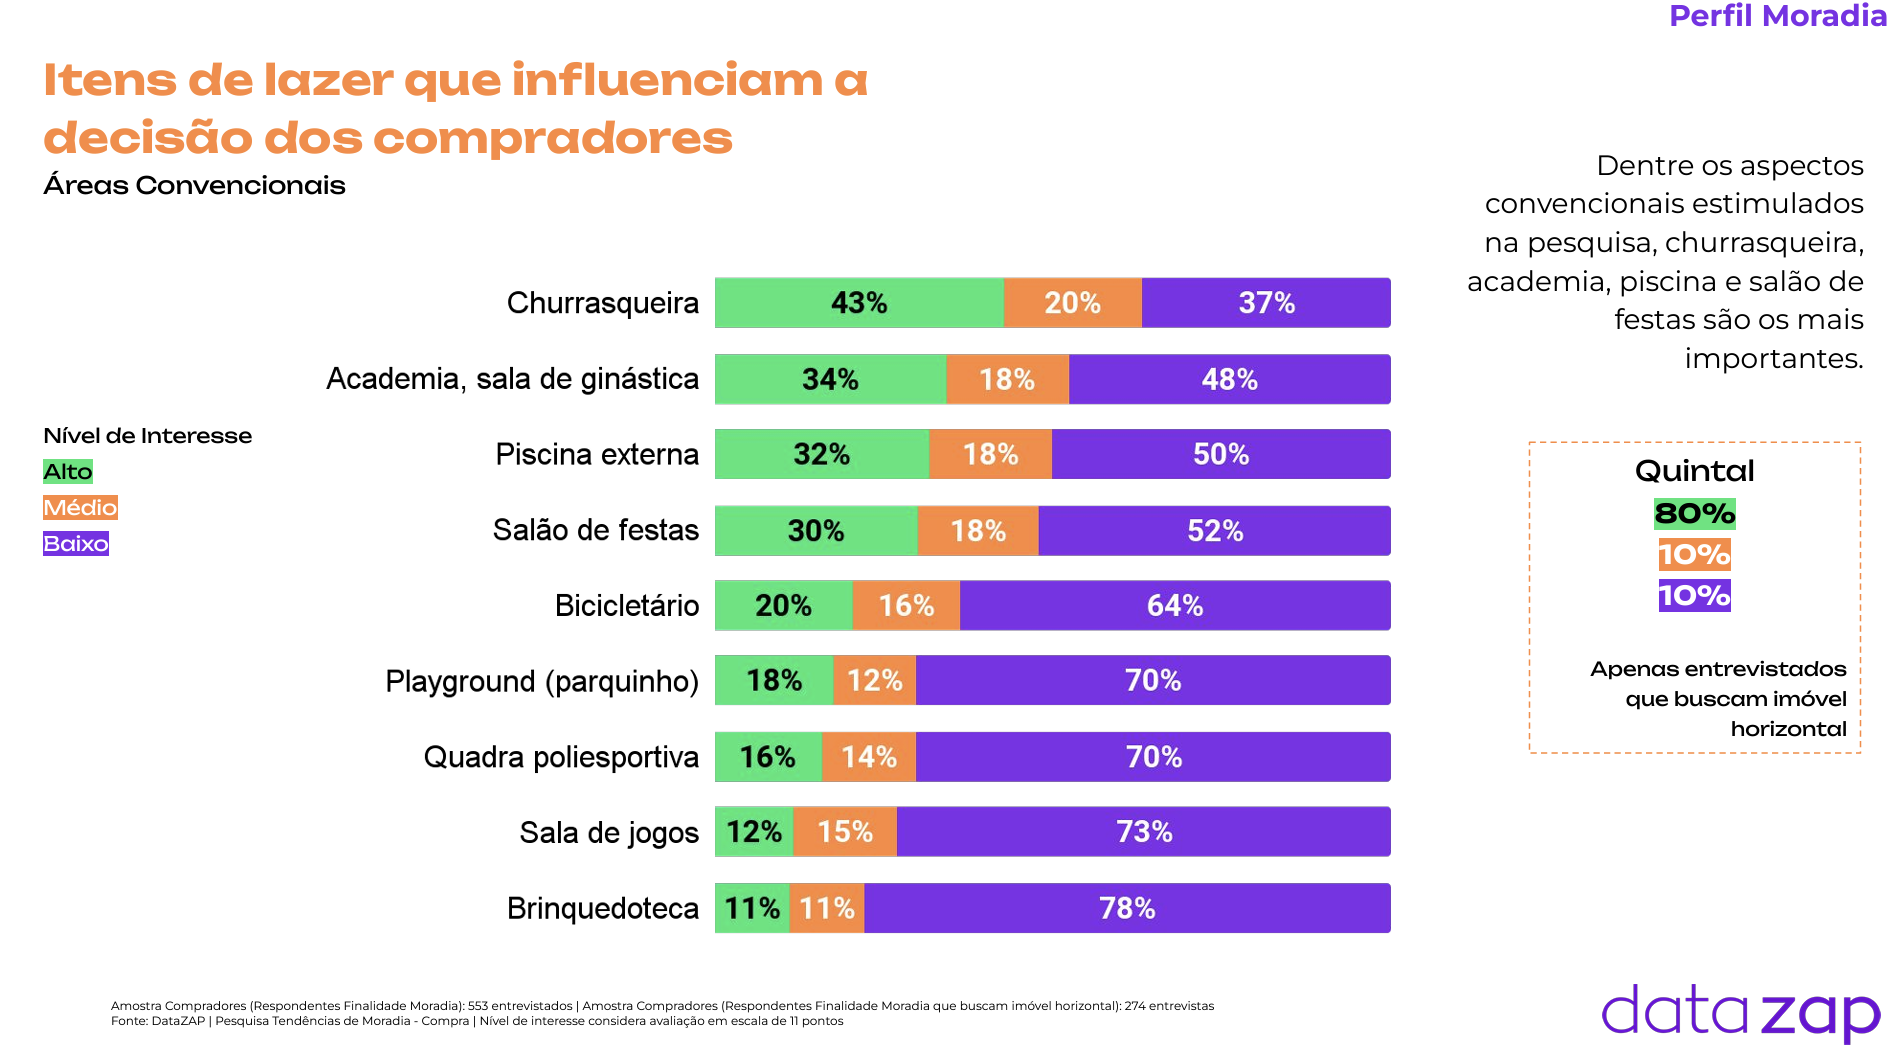 Perfil Moradia
Itens de lazer que influenciam a
decisão dos compradores
Áreas Convencionais
Dentre os aspectos
convencionais estimulados
na pesquisa, churrasqueira,
academia, piscina e salão de
festas são os mais
importantes.
Nível de Interesse
Alto
Médio
Baixo
Churrasqueira 43% 20% 37%
Academia, sala de ginástica 34% 18% 48%
Piscina externa 32% 18% 50%
Salão de festas 30% 18% 52%
Bicicletário 20% 16% 64%
Playground (parquinho) 18% 12% 70%
Quadra poliesportiva 16% 14% 70%
Sala de jogos 12% 15% 73%
Brinquedoteca 11% 11% 78%
Quintal
80%
10%
10%
Apenas entrevistados
que buscam imóvel
horizontal
Amostra Compradores (Respondentes Finalidade Moradia): 553 entrevistados | Amostra Compradores (Respondentes Finalidade Moradia que buscam imóvel horizontal): 274 entrevistas
Fonte: DataZAP | Pesquisa Tendências de Moradia - Compra | Nível de interesse considera avaliação em escala de 11 pontos
data zap